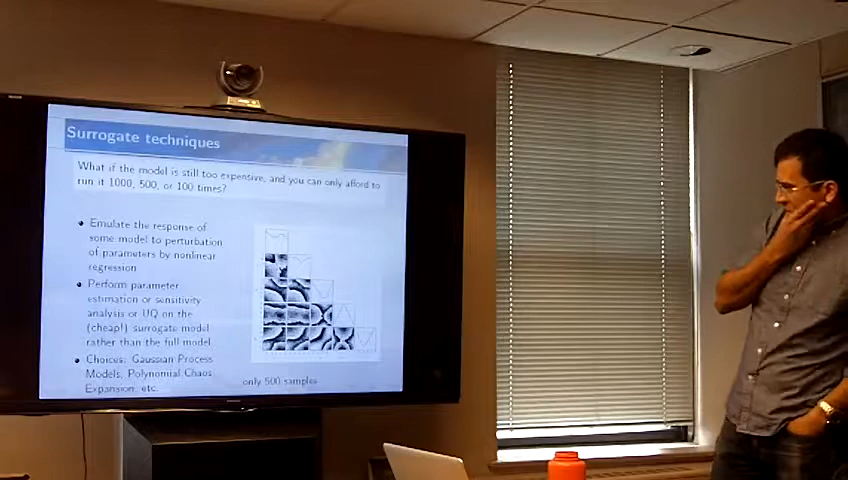 Surrogate techniques
What if the model is still too expensive, and you can only afford to
run it 1000, 500, or 100 times?
Emulate the response of
some model to perturbation
of parameters by nonlinear
regression
Perform parameter
estimation or sensitivity
analysis or UQ on the
(cheap!) surrogate model
rather than the full model
Choices: Gaussian Process
Models, Polynomial Chaos
Expansion, etc.
only 500 samples